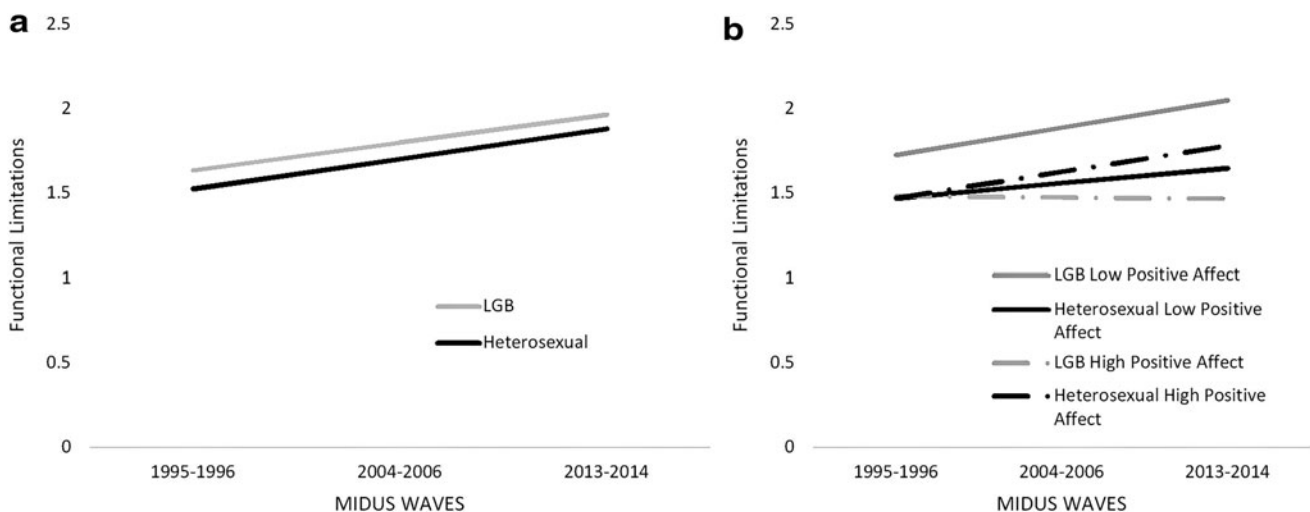 a
2.5
2
1.5
1
0.5
0
Functional Limitations
LGB
Heterosexual
1995-1996 2004-2006 2013-2014
MIDUS WAVES
b
2.5
2
1.5
1
0.5
0
Functional Limitations
LGB Low Positive Affect
Heterosexual Low Positive
Affect
LGB High Positive Affect
Heterosexual High Positive
Affect
1995-1996 2004-2006 2013-2014
MIDUS WAVES